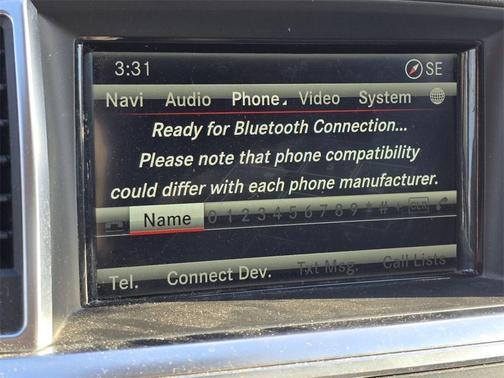 3:31 SE
Navi Audio Phone Video System
Ready for Bluetooth Connection...
Please note that phone compatibility
could differ with each phone manufacturer.
Name 0 1 2 3 4 5 6 7 8 9 * # +
Tel. Connect Dev. Txt Msg. Call Lists